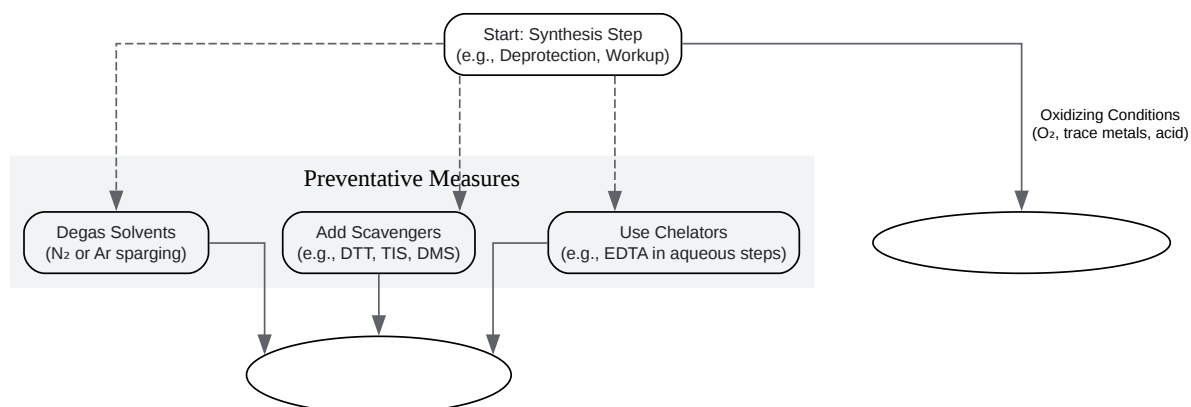 Start: Synthesis Step
(e.g., Deprotection, Workup)
Oxidizing Conditions
(O₂, trace metals, acid)
Preventative Measures
Degas Solvents
(N₂ or Ar sparging)
Add Scavengers
(e.g., DTT, TIS, DMS)
Use Chelators
(e.g., EDTA in aqueous steps)